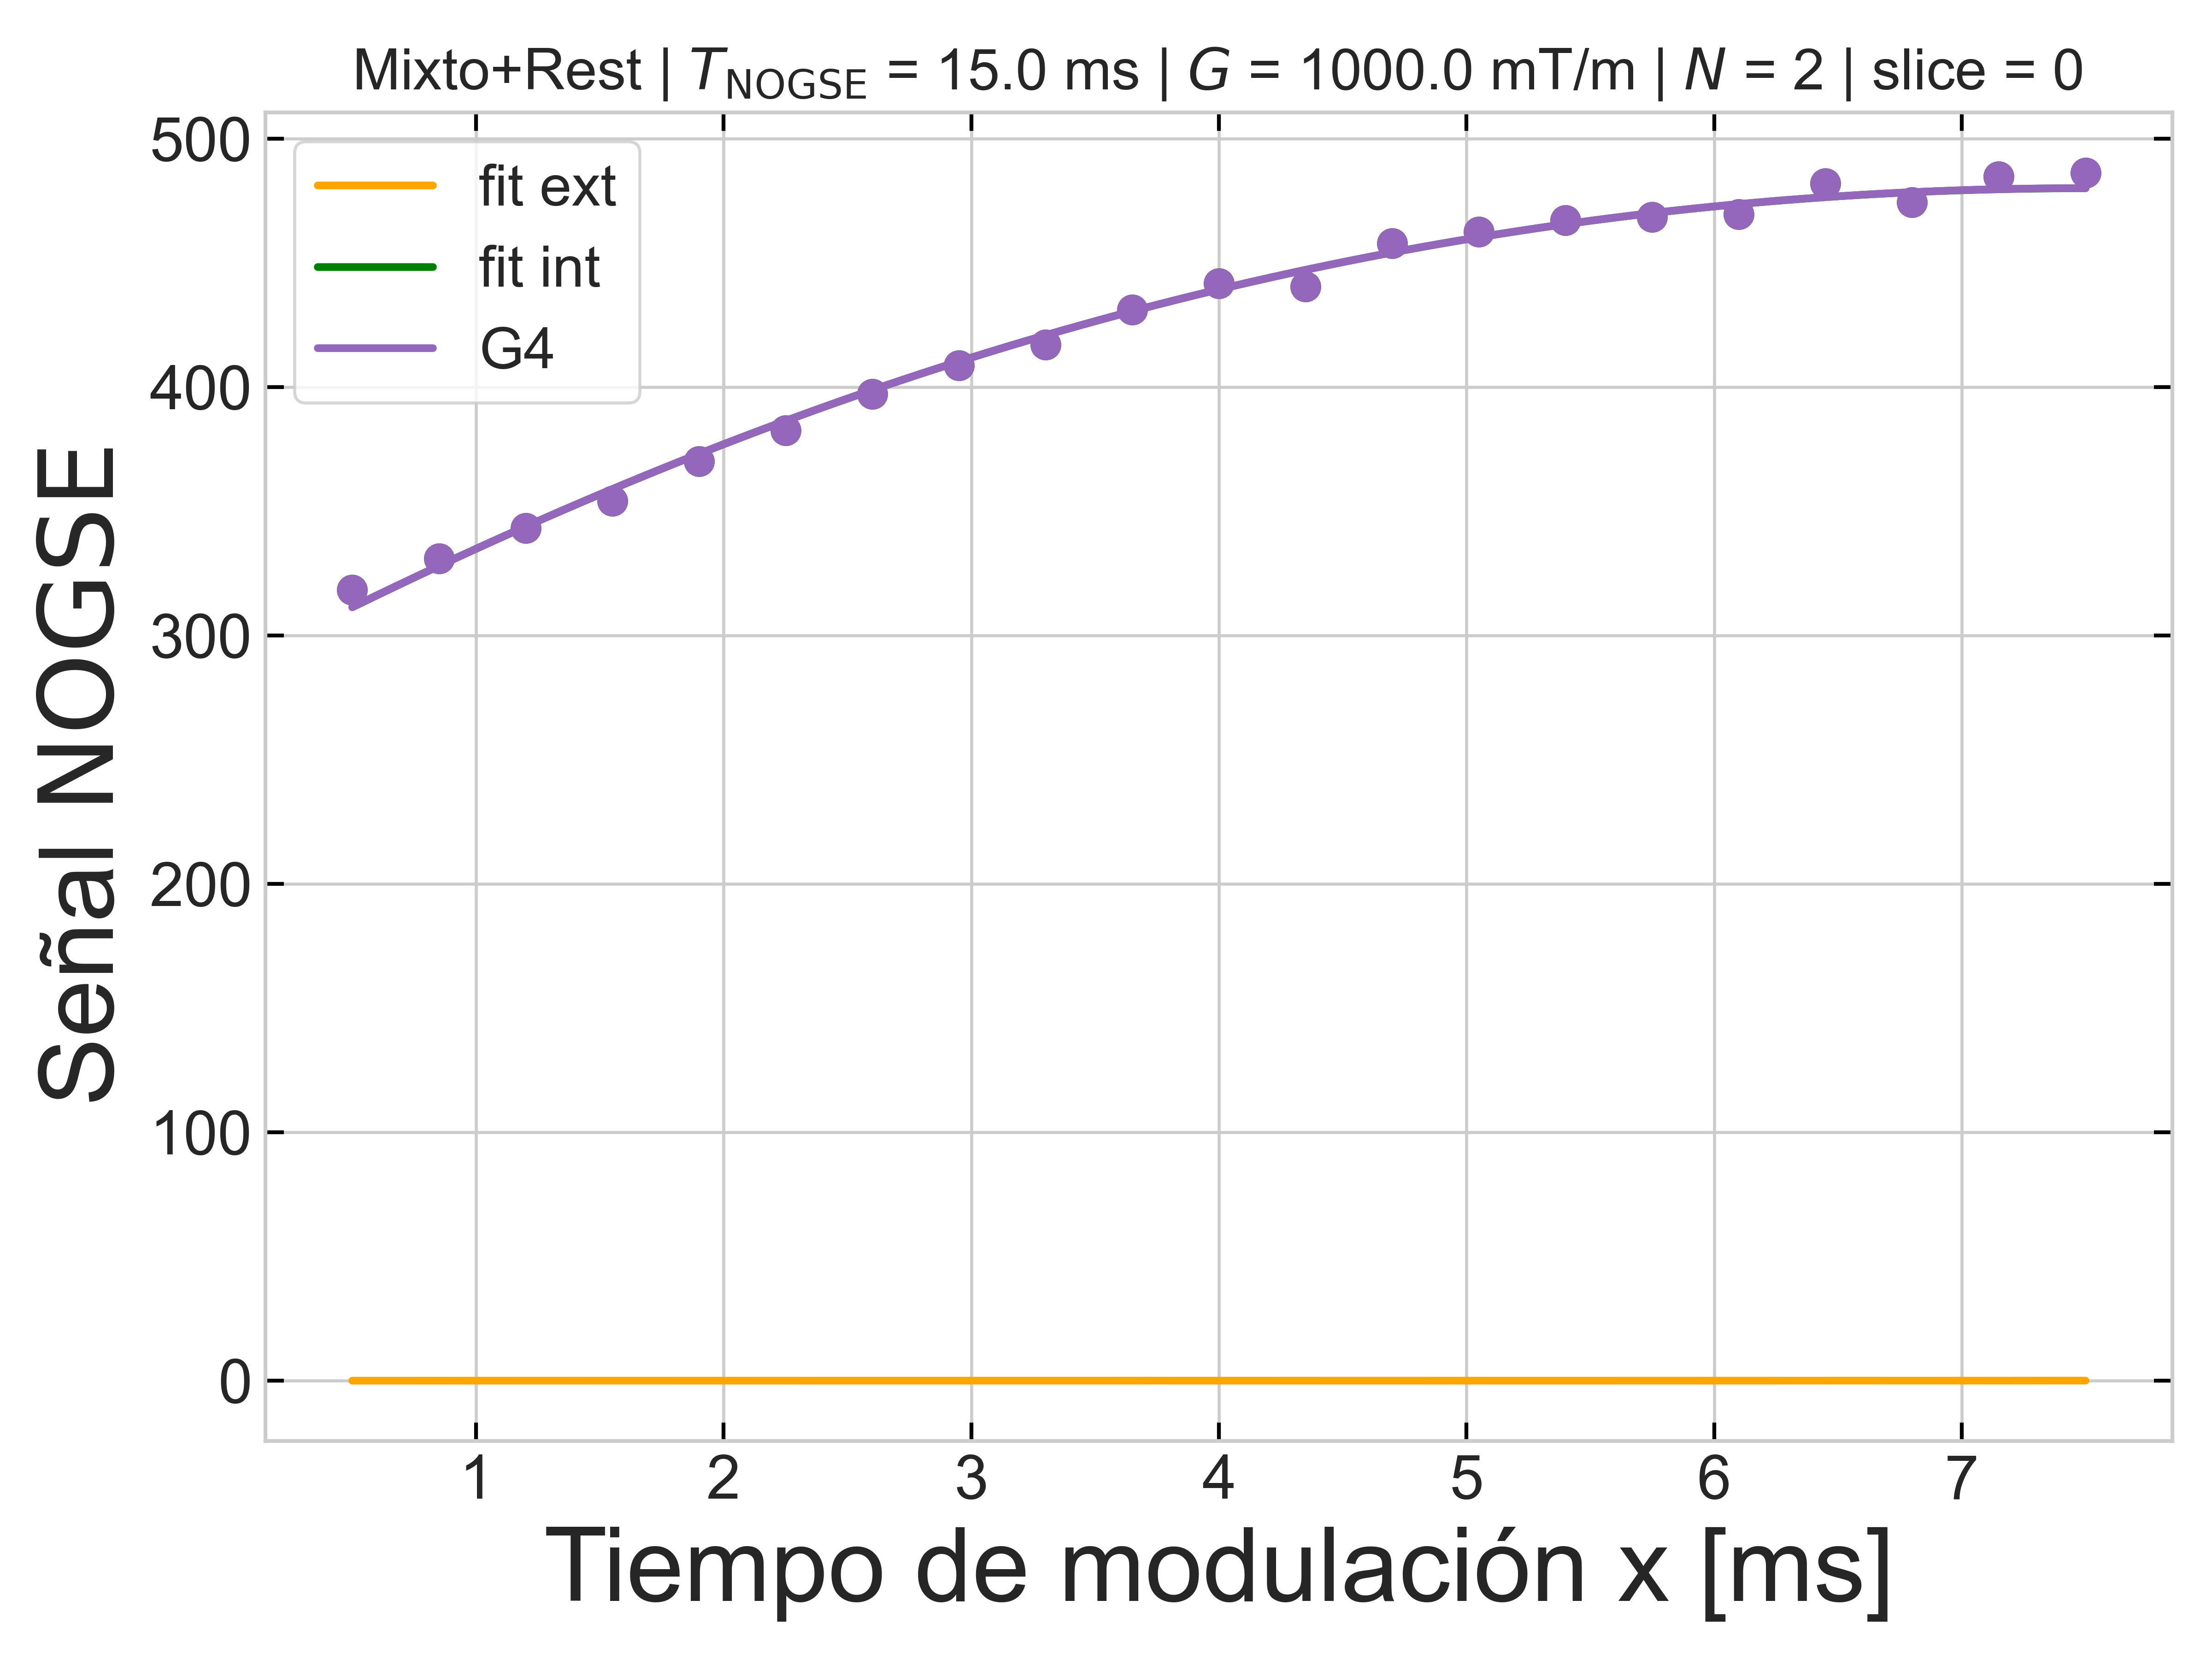 Mixto+Rest | T_NOGSE = 15.0 ms | G = 1000.0 mT/m | N = 2 | slice = 0
500
400
300
200
100
0
fit ext
fit int
G4
Señal NOGSE
1 2 3 4 5 6 7
Tiempo de modulación x [ms]